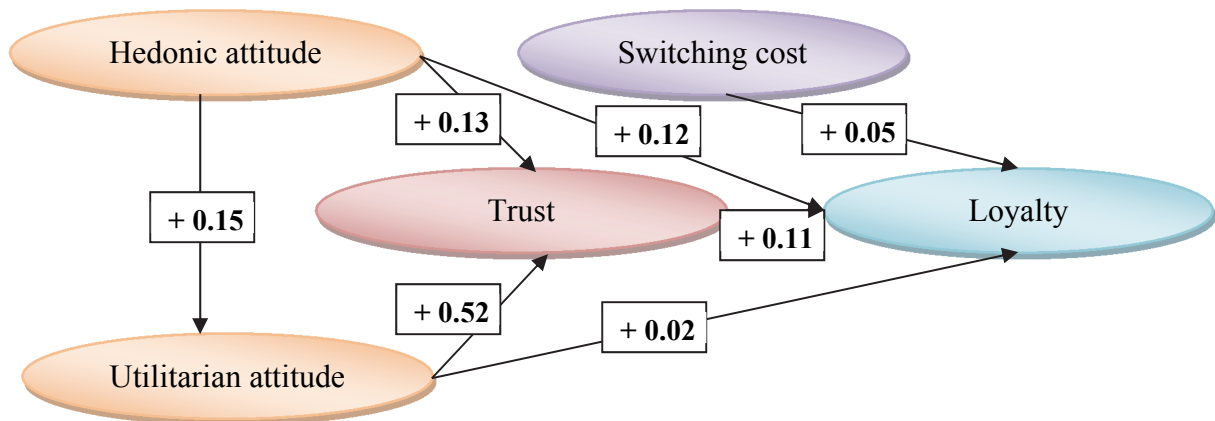 Hedonic attitude
Switching cost
+ 0.13
+ 0.12
+ 0.05
+ 0.15
Trust
Loyalty
+ 0.11
+ 0.52
+ 0.02
Utilitarian attitude